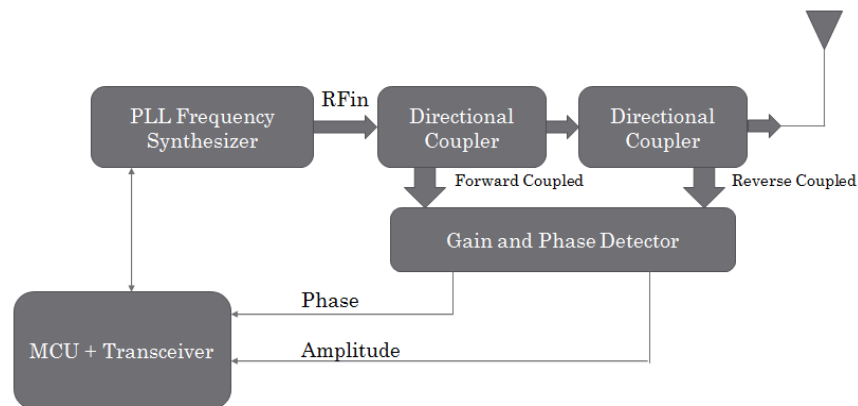 RFin
PLL Frequency
Synthesizer
Directional
Coupler
Directional
Coupler
Forward Coupled
Reverse Coupled
Gain and Phase Detector
Phase
MCU + Transceiver
Amplitude